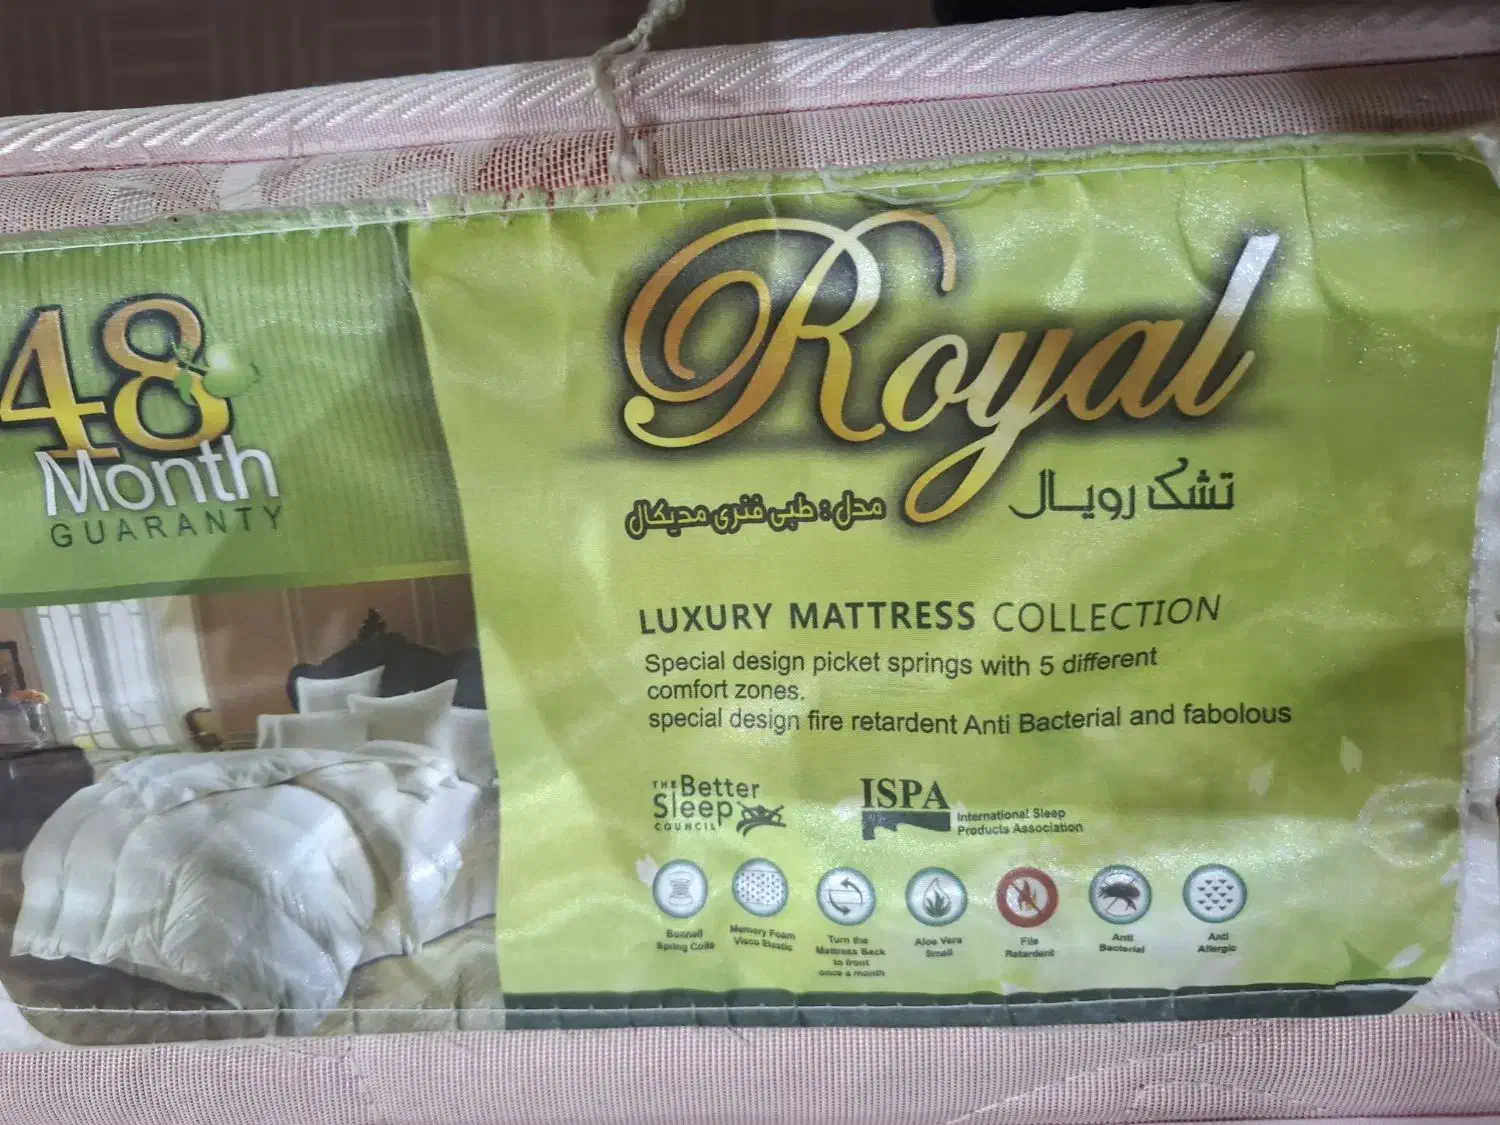 48
Month
GUARANTY
Royal
تشک رویال
مدل : طبی فنری مدیکال
LUXURY MATTRESS COLLECTION
Special design picket springs with 5 different
comfort zones.
special design fire retardent Anti Bacterial and fabolous
THE Better
Sleep
COUNCIL
ISPA
International Sleep
Products Association
Bonnell
Spring Coils
Memory Foam
Visco Elastic
Turn the
Mattress Back
to front
once a month
Aloe Vera
Smell
File
Retardent
Anti
Bacterial
Anti
Allergic